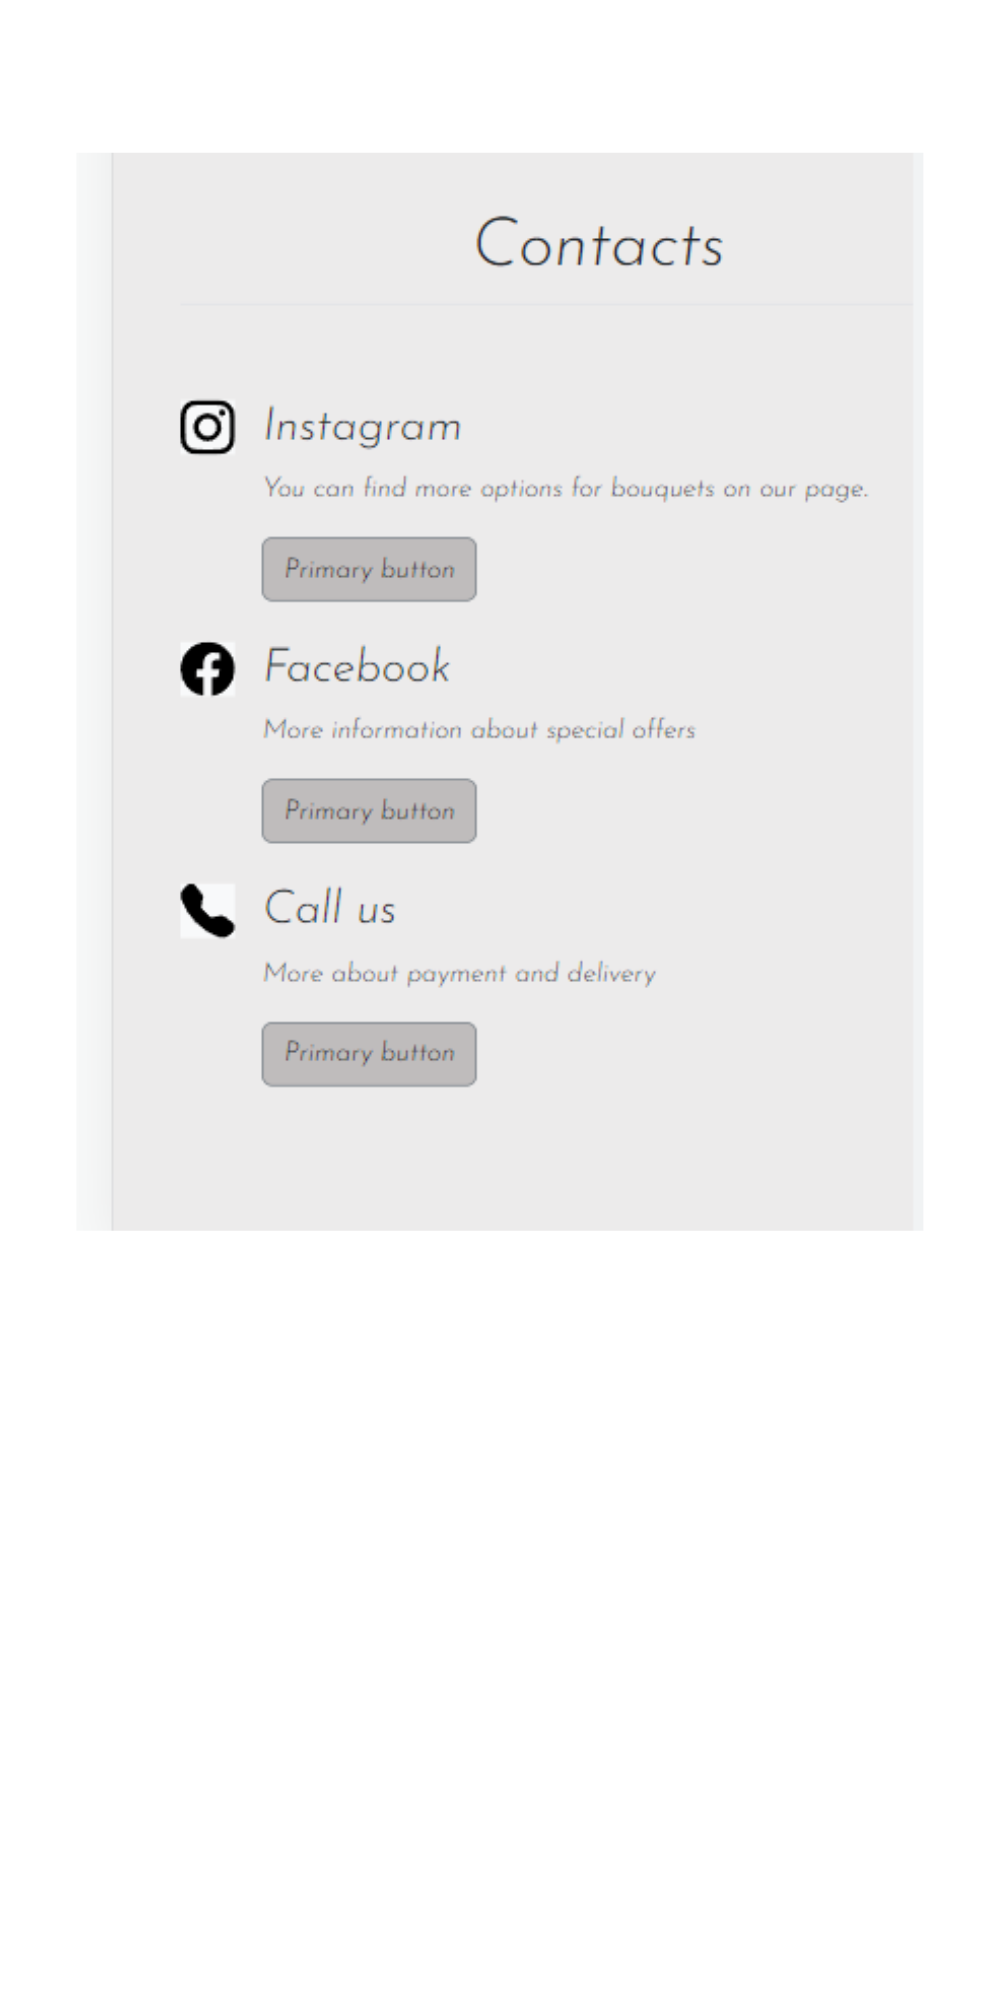 Contacts
Instagram
You can find more options for bouquets on our page.
Primary button
Facebook
More information about special offers
Primary button
Call us
More about payment and delivery
Primary button